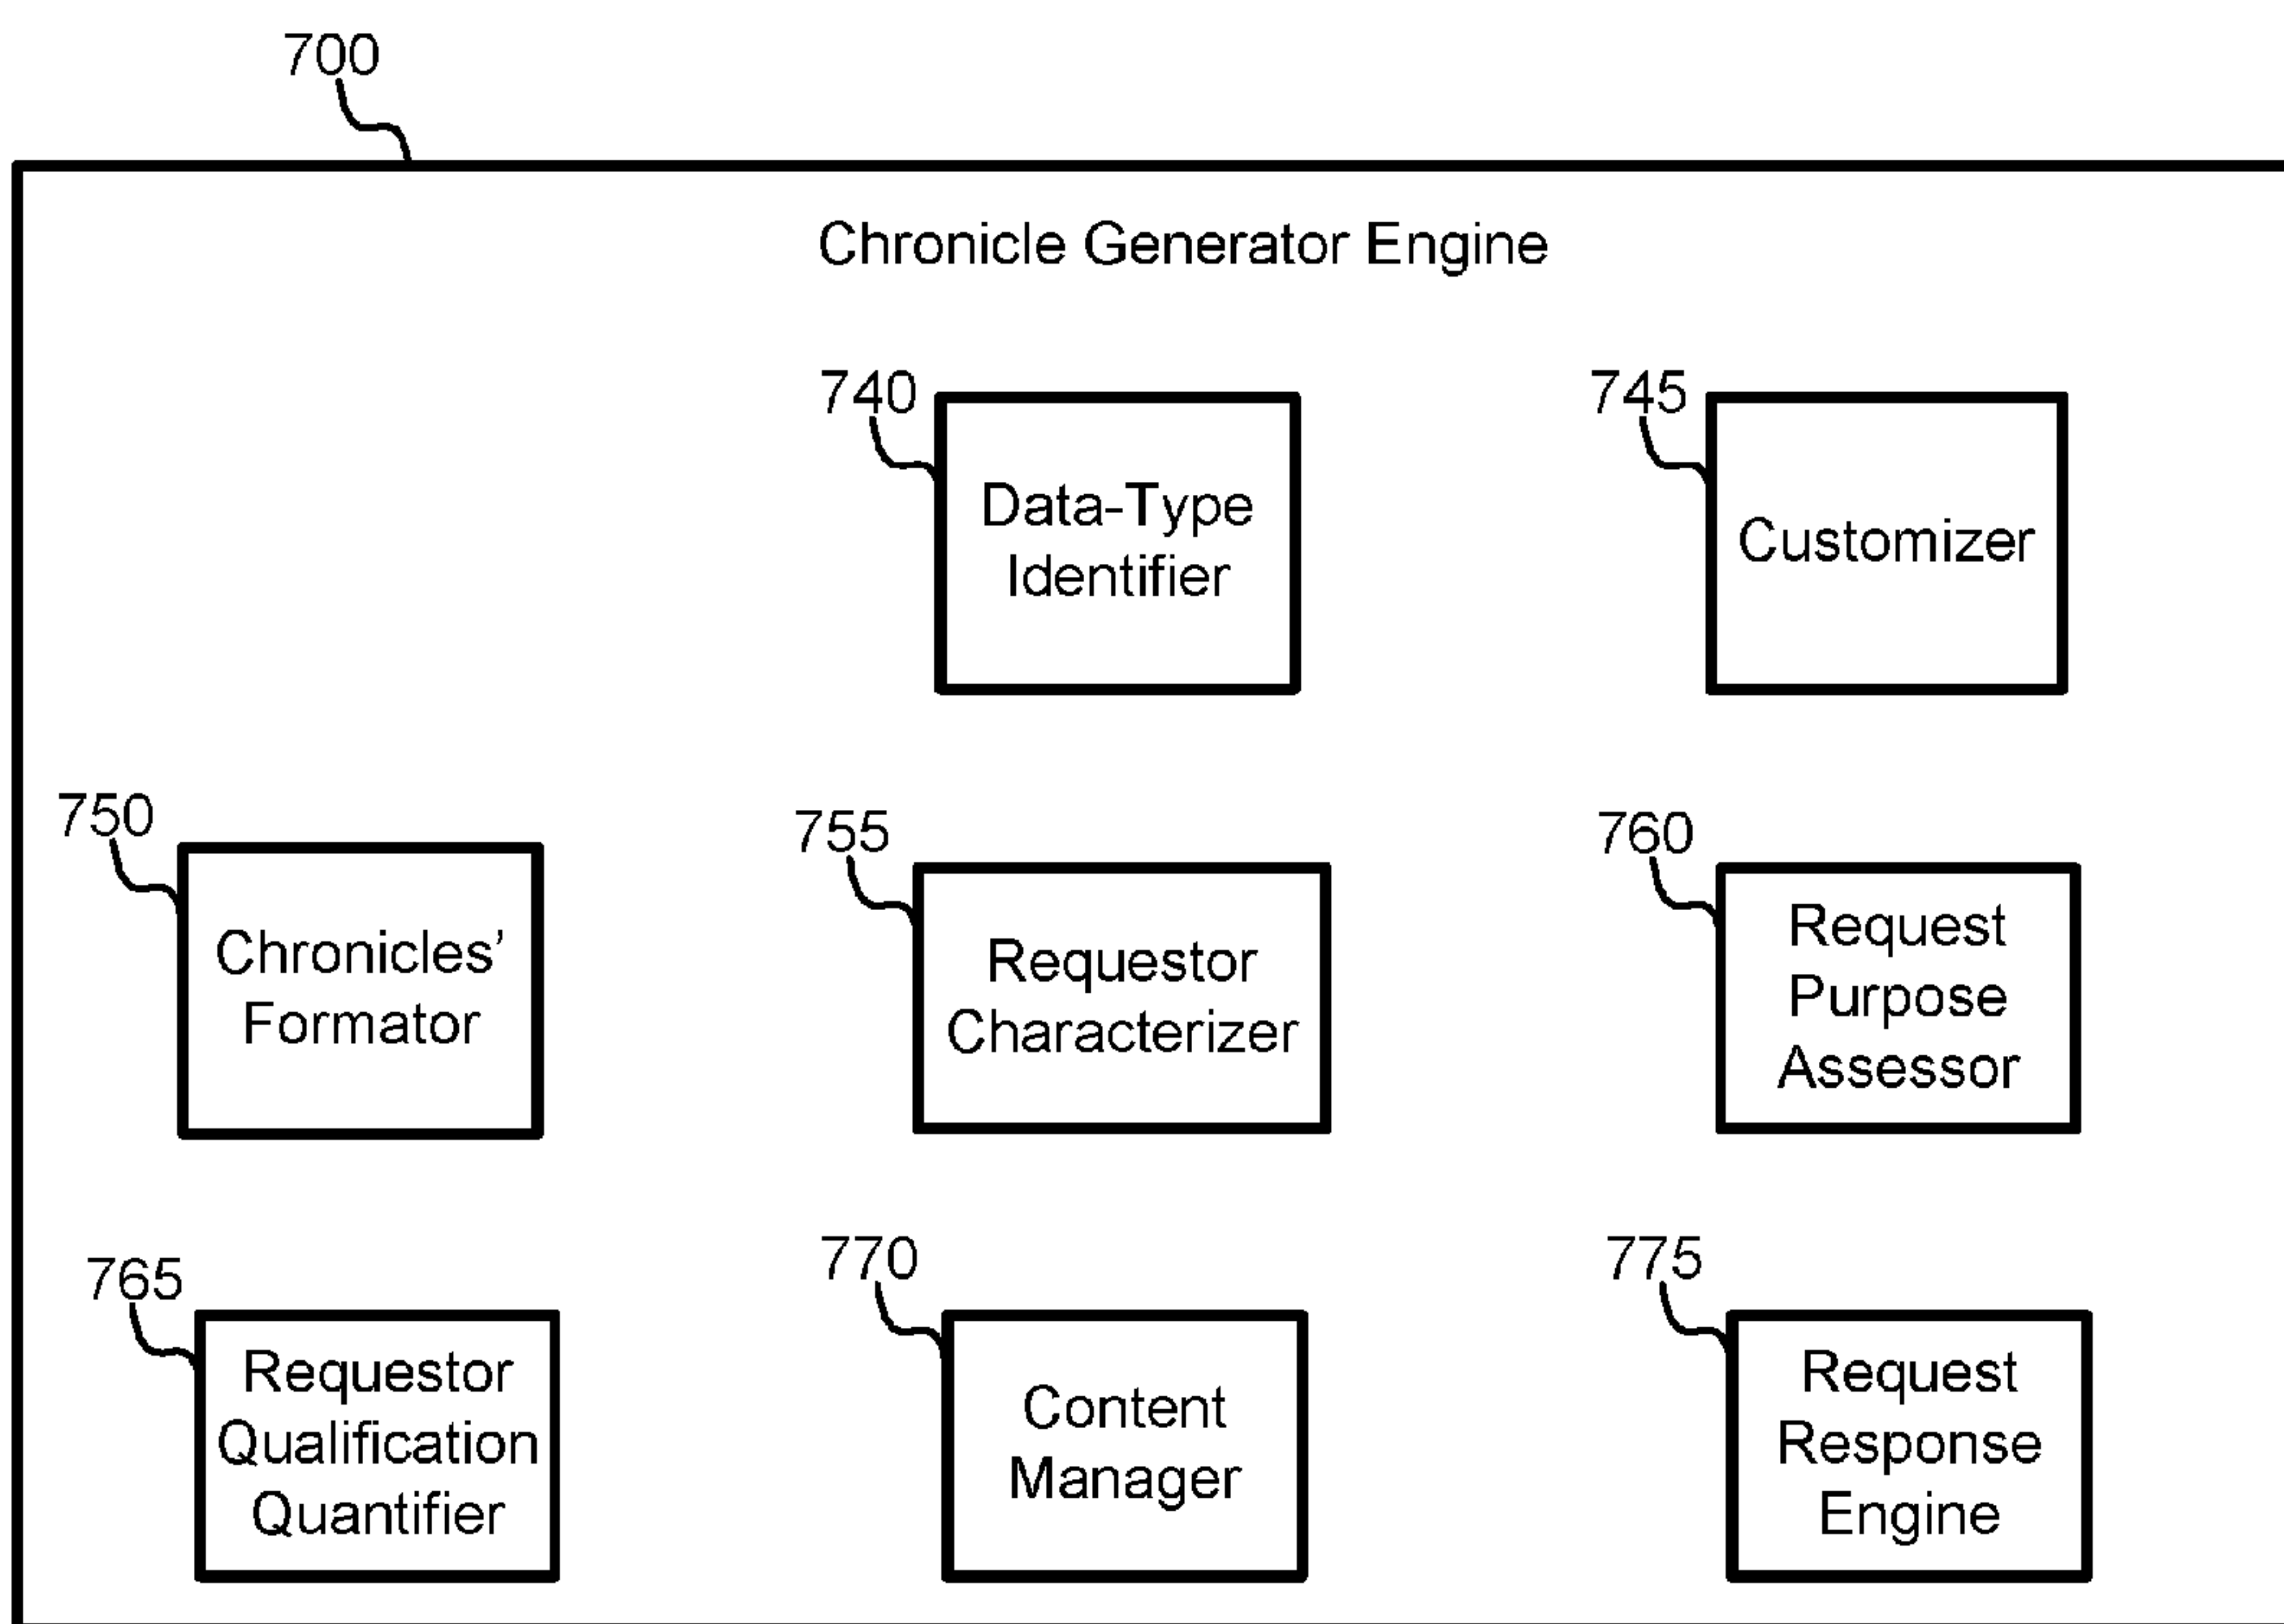 700
Chronicle Generator Engine
740
Data-Type
Identifier
745
Customizer
750
Chronicles’
Formator
755
Requestor
Characterizer
760
Request
Purpose
Assessor
765
Requestor
Qualification
Quantifier
770
Content
Manager
775
Request
Response
Engine